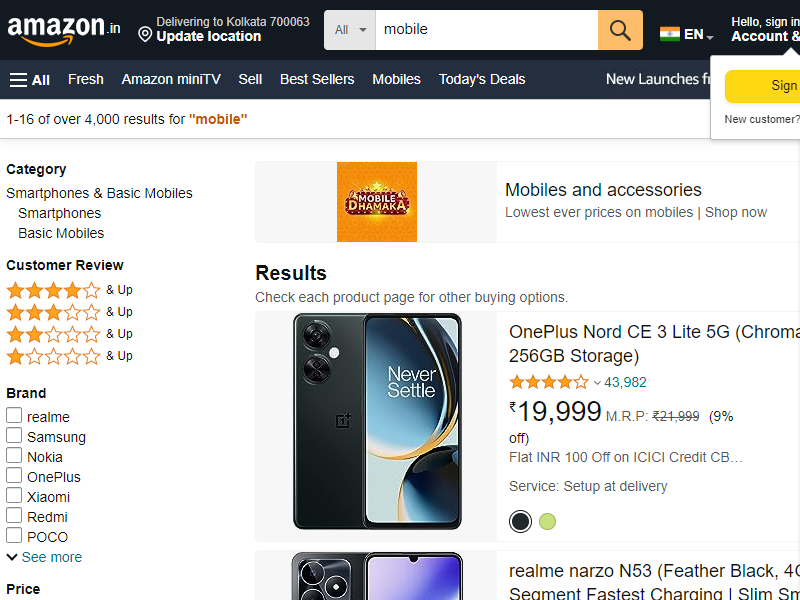 amazon.in
Delivering to Kolkata 700063
Update location
All
mobile
EN
Hello, sign in
Account &
All
Fresh
Amazon miniTV
Sell
Best Sellers
Mobiles
Today's Deals
New Launches
Sign
New customer?
1-16 of over 4,000 results for "mobile"
Category
Smartphones & Basic Mobiles
Smartphones
Basic Mobiles
Customer Review
& Up
& Up
& Up
& Up
Brand
realme
Samsung
Nokia
OnePlus
Xiaomi
Redmi
POCO
See more
Price
MOBILE
DHAMAKA
Mobiles and accessories
Lowest ever prices on mobiles | Shop now
Results
Check each product page for other buying options.
Never
Settle
OnePlus Nord CE 3 Lite 5G (Chroma
256GB Storage)
43,982
₹19,999 M.R.P: ₹21,999 (9%
off)
Flat INR 100 Off on ICICI Credit CB…
Service: Setup at delivery
realme narzo N53 (Feather Black, 4G
Segment Fastest Charging | Slim Sm